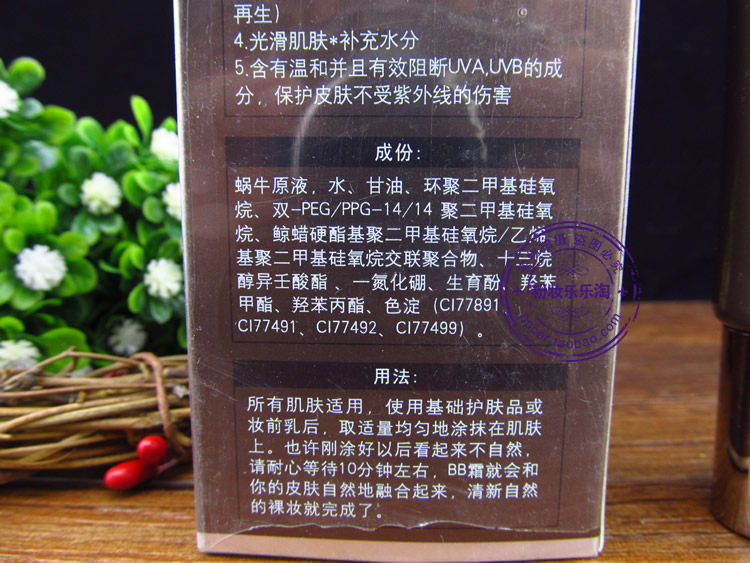 再生)
4.光滑肌肤*补充水分
5.含有温和并且有效阻断UVA,UVB的成
分，保护皮肤不受紫外线的伤害
成份:
蜗牛原液，水、甘油、环聚二甲基硅氧
烷、双-PEG/PPG-14/14 聚二甲基硅氧
烷、鲸蜡硬酯基聚二甲基硅氧烷/乙烯
基聚二甲基硅氧烷交联聚合物、十三烷
醇异壬酸酯 、一氮化硼、生育酚、羟苯
甲酯、羟苯丙酯、色淀（CI77891
CI77491、CI77492、CI77499）。
粉妆乐乐淘
用法:
所有肌肤适用，使用基础护肤品或
妆前乳后，取适量均匀地涂抹在肌肤
上。也许刚涂好以后看起来不自然，
请耐心等待10分钟左右，BB霜就会和
你的皮肤自然地融合起来，清新自然
的裸妆就完成了。